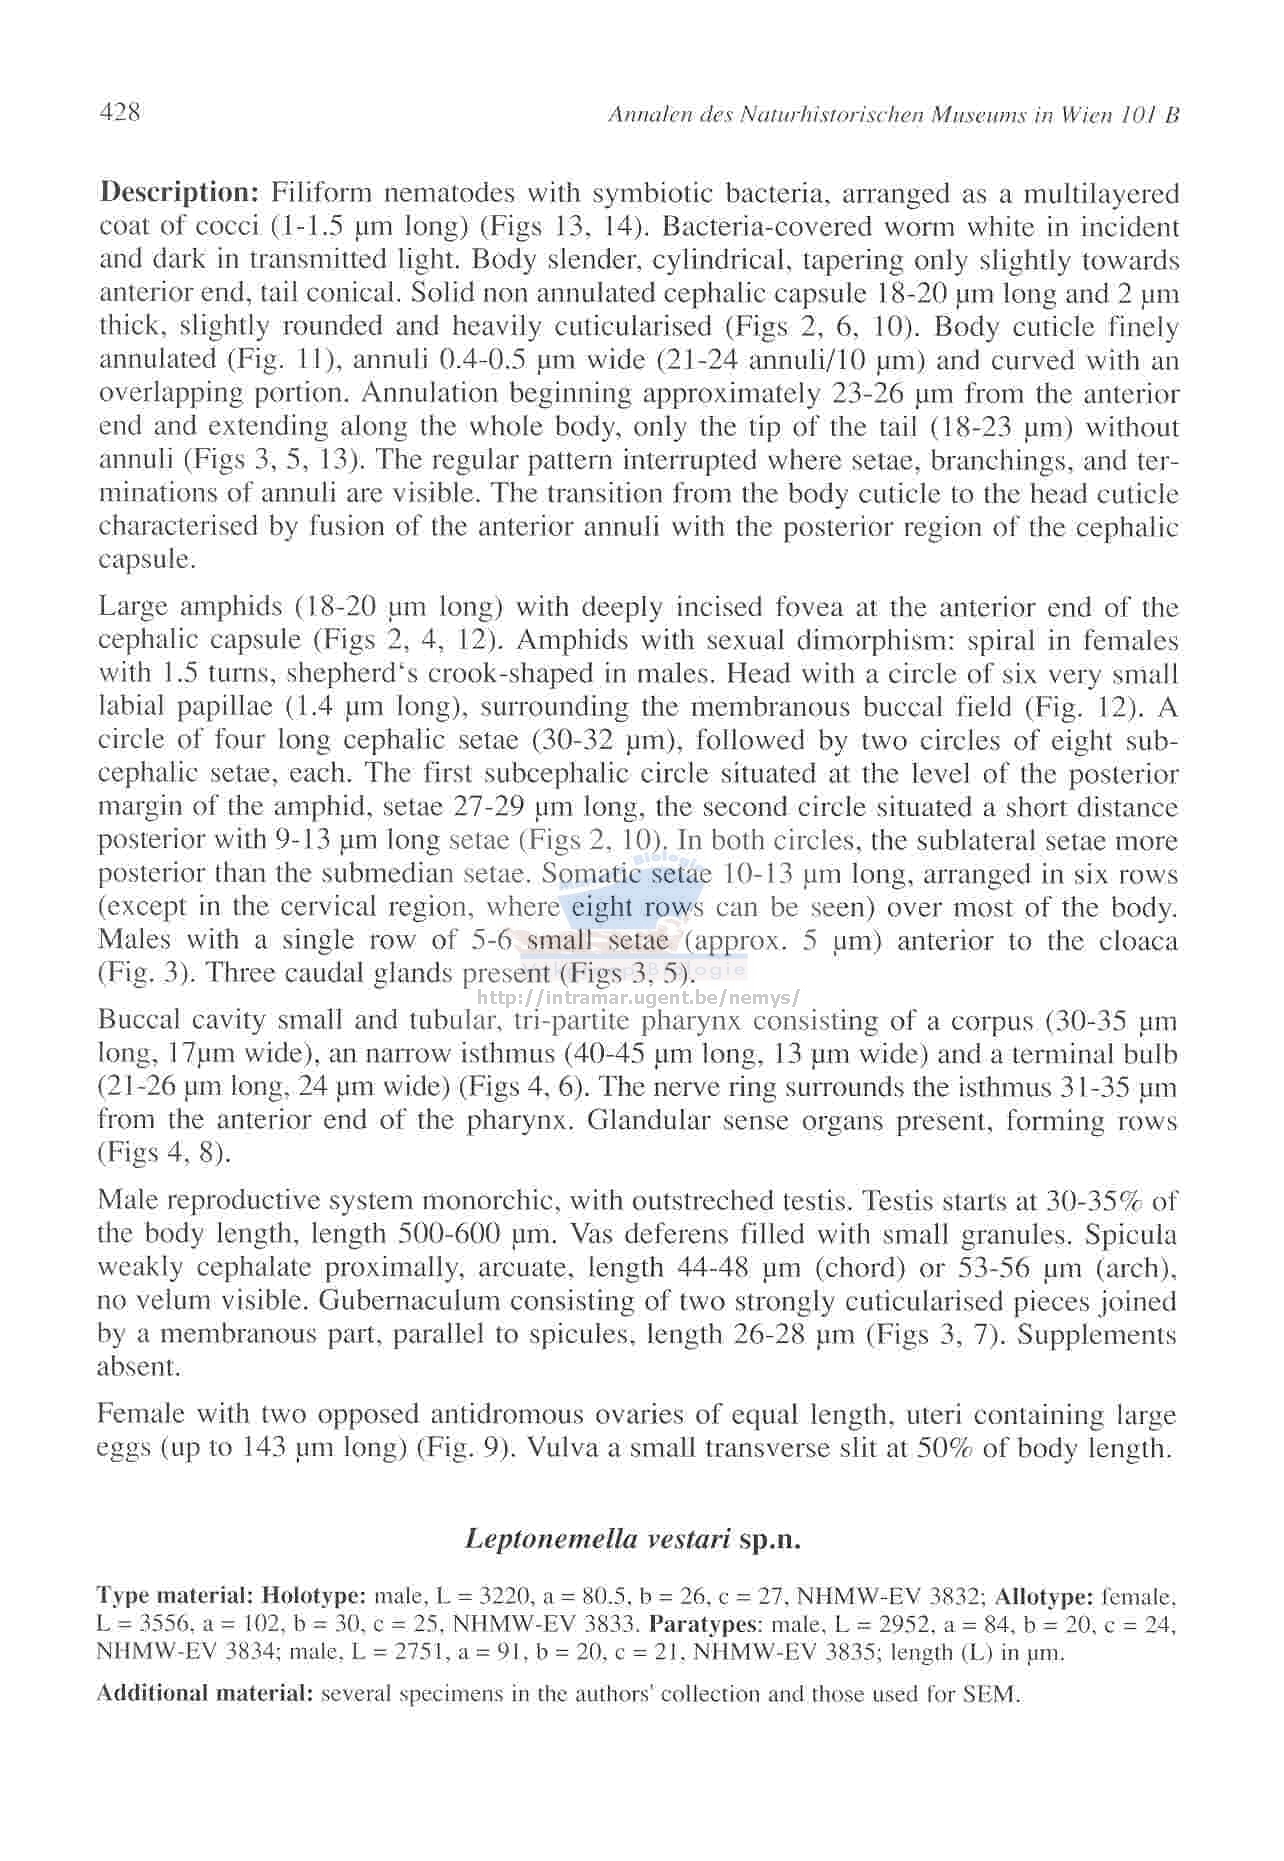 428
Annalen des Naturhistorischen Museums in Wien 101 B
Description: Filiform nematodes with symbiotic bacteria, arranged as a multilayered
coat of cocci (1-1.5 µm long) (Figs 13, 14). Bacteria-covered worm white in incident
and dark in transmitted light. Body slender, cylindrical, tapering only slightly towards
anterior end, tail conical. Solid non annulated cephalic capsule 18-20 µm long and 2 µm
thick, slightly rounded and heavily cuticularised (Figs 2, 6, 10). Body cuticle finely
annulated (Fig. 11), annuli 0.4-0.5 µm wide (21-24 annuli/10 µm) and curved with an
overlapping portion. Annulation beginning approximately 23-26 µm from the anterior
end and extending along the whole body, only the tip of the tail (18-23 µm) without
annuli (Figs 3, 5, 13). The regular pattern interrupted where setae, branchings, and ter-
minations of annuli are visible. The transition from the body cuticle to the head cuticle
characterised by fusion of the anterior annuli with the posterior region of the cephalic
capsule.
Large amphids (18-20 µm long) with deeply incised fovea at the anterior end of the
cephalic capsule (Figs 2, 4, 12). Amphids with sexual dimorphism: spiral in females
with 1.5 turns, shepherd‘s crook-shaped in males. Head with a circle of six very small
labial papillae (1.4 µm long), surrounding the membranous buccal field (Fig. 12). A
circle of four long cephalic setae (30-32 µm), followed by two circles of eight sub-
cephalic setae, each. The first subcephalic circle situated at the level of the posterior
margin of the amphid, setae 27-29 µm long, the second circle situated a short distance
posterior with 9-13 µm long setae (Figs 2, 10). In both circles, the sublateral setae more
posterior than the submedian setae. Somatic setae 10-13 µm long, arranged in six rows
(except in the cervical region, where eight rows can be seen) over most of the body.
Males with a single row of 5-6 small setae (approx. 5 µm) anterior to the cloaca
(Fig. 3). Three caudal glands present (Figs 3, 5).
http://intramar.ugent.be/nemys/
Buccal cavity small and tubular, tri-partite pharynx consisting of a corpus (30-35 µm
long, 17µm wide), an narrow isthmus (40-45 µm long, 13 µm wide) and a terminal bulb
(21-26 µm long, 24 µm wide) (Figs 4, 6). The nerve ring surrounds the isthmus 31-35 µm
from the anterior end of the pharynx. Glandular sense organs present, forming rows
(Figs 4, 8).
Male reproductive system monorchic, with outstreched testis. Testis starts at 30-35% of
the body length, length 500-600 µm. Vas deferens filled with small granules. Spicula
weakly cephalate proximally, arcuate, length 44-48 µm (chord) or 53-56 µm (arch),
no velum visible. Gubernaculum consisting of two strongly cuticularised pieces joined
by a membranous part, parallel to spicules, length 26-28 µm (Figs 3, 7). Supplements
absent.
Female with two opposed antidromous ovaries of equal length, uteri containing large
eggs (up to 143 µm long) (Fig. 9). Vulva a small transverse slit at 50% of body length.
Leptonemella vestari sp.n.
Type material: Holotype: male, L = 3220, a = 80.5, b = 26, c = 27, NHMW-EV 3832; Allotype: female,
L = 3556, a = 102, b = 30, c = 25, NHMW-EV 3833. Paratypes: male, L = 2952, a = 84, b = 20, c = 24,
NHMW-EV 3834; male, L = 2751, a = 91, b = 20, c = 21, NHMW-EV 3835; length (L) in µm.
Additional material: several specimens in the authors' collection and those used for SEM.